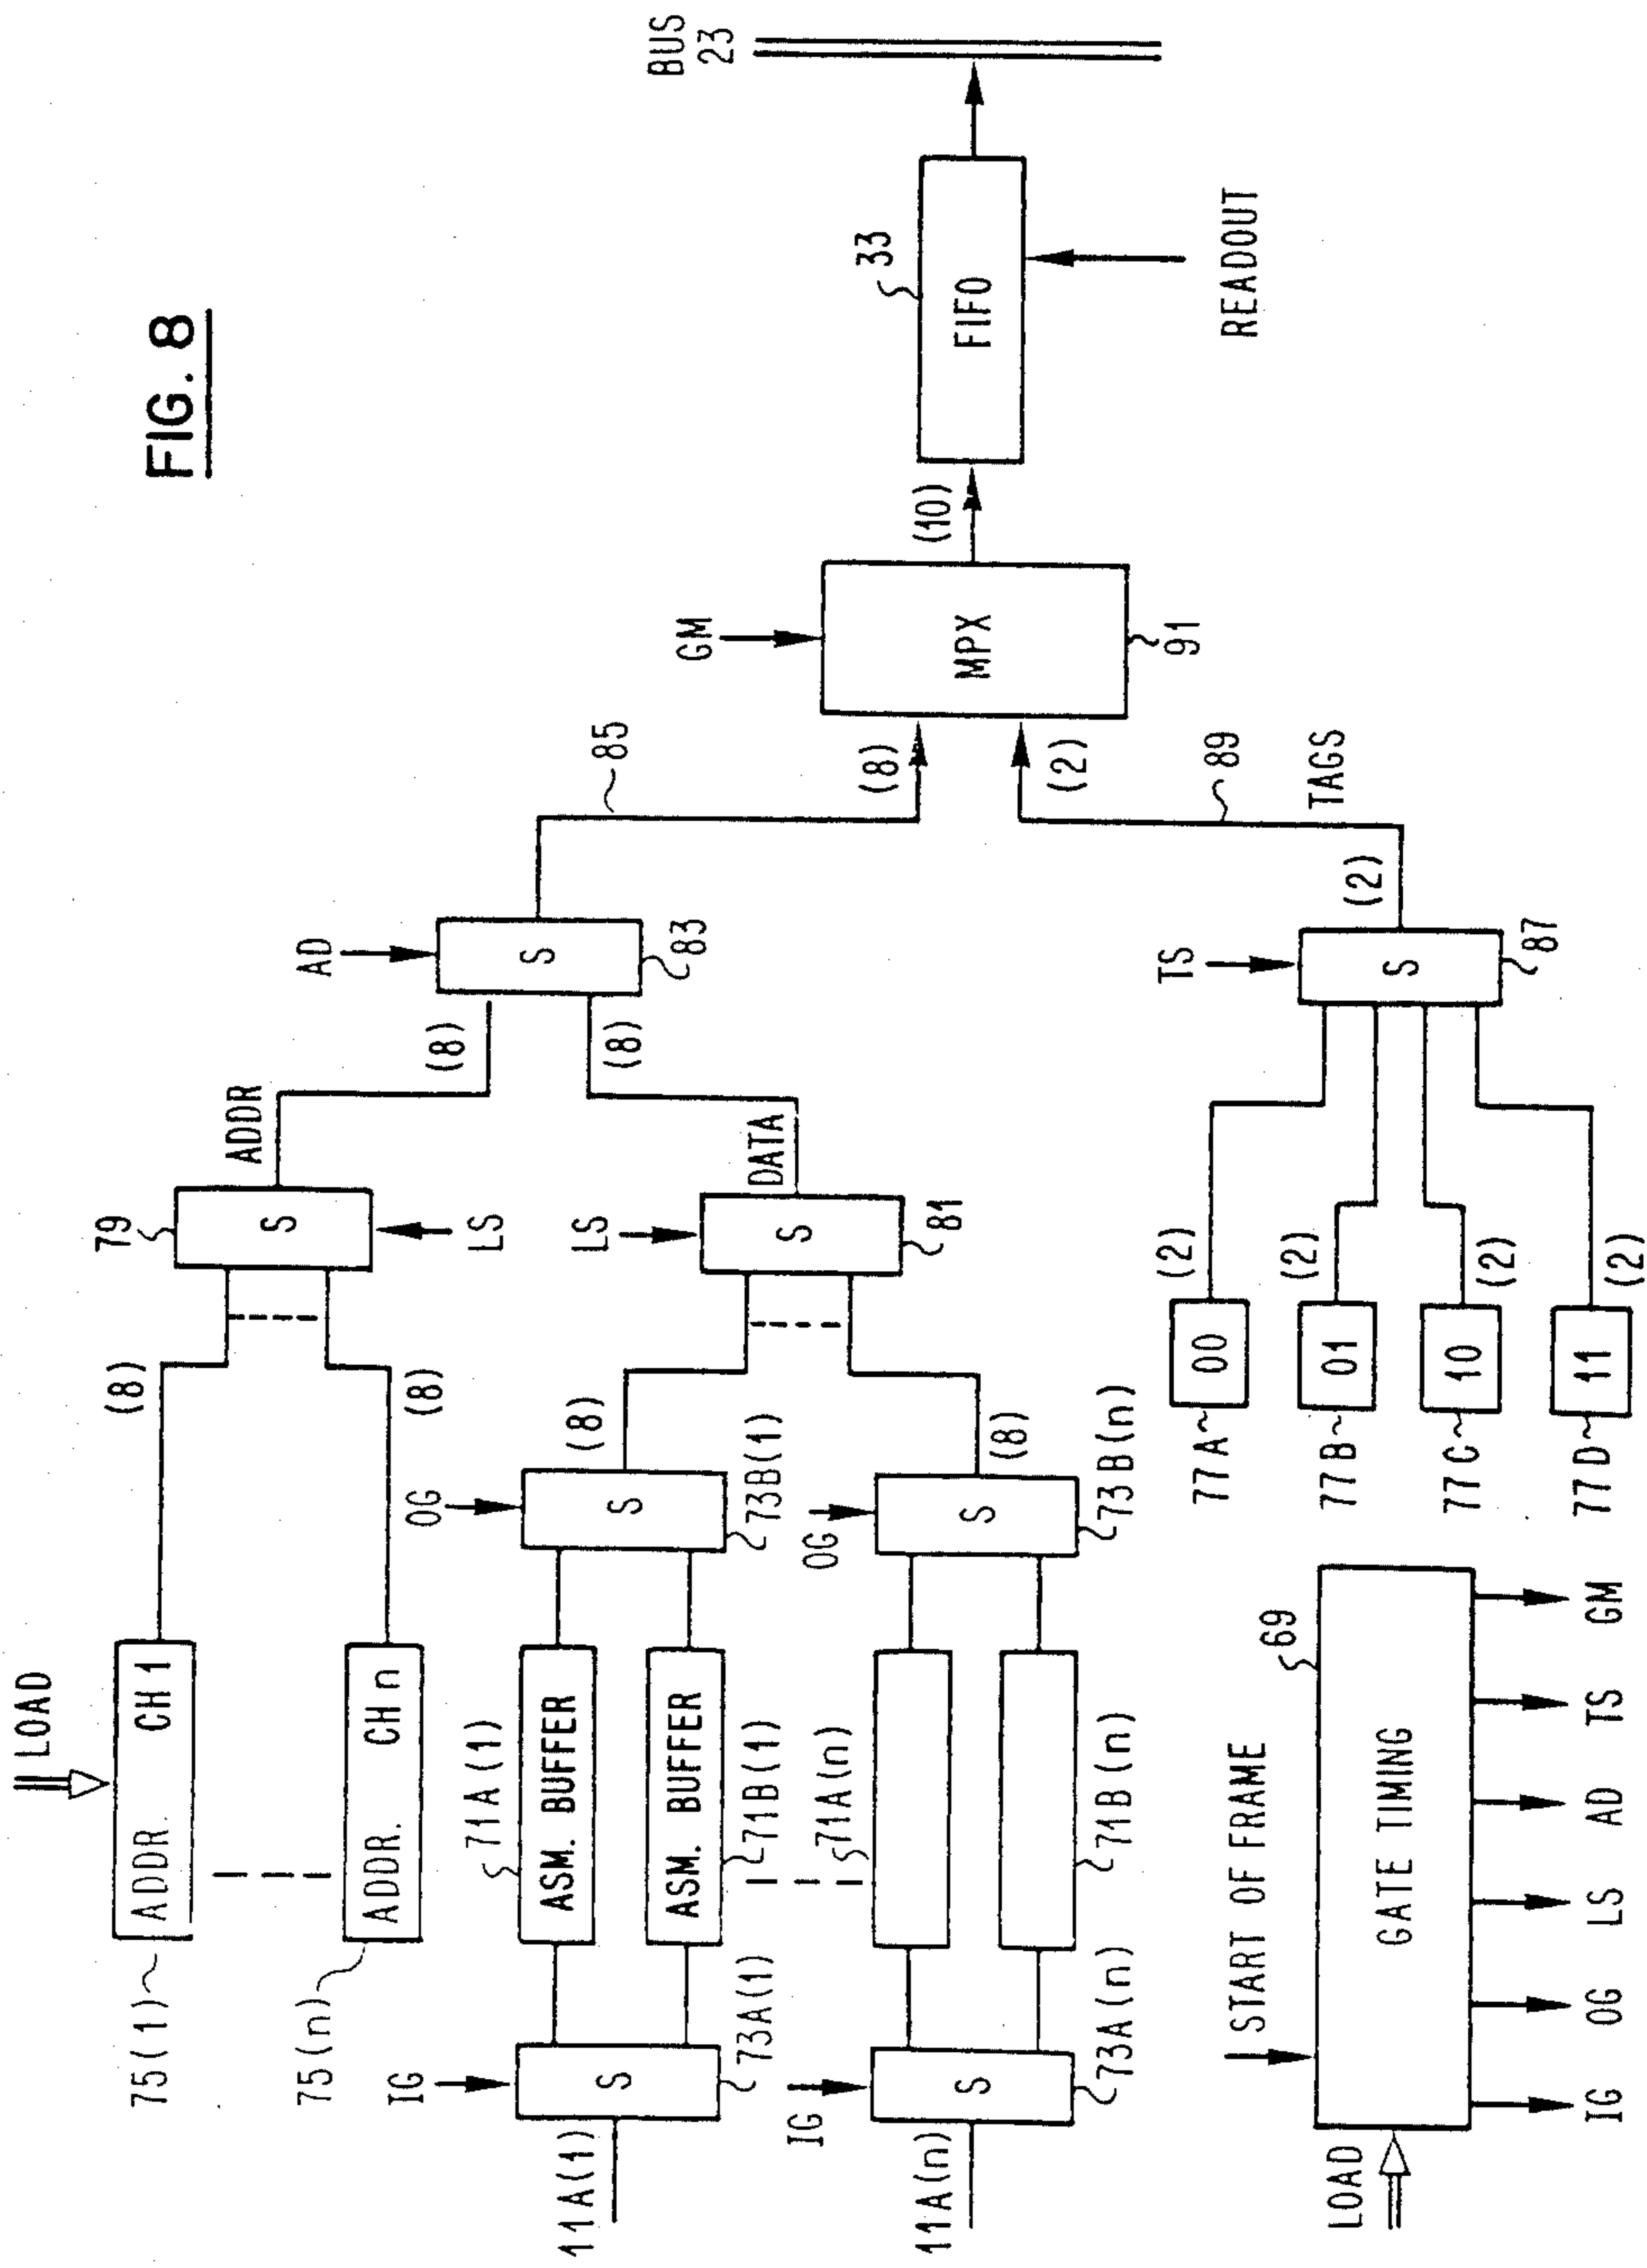 FIG. 8
LOAD
75(1)
ADDR. CH 1
75(n)
ADDR. CH n
(8)
(8)
79
S
LS
ADDR
(8)
AD
S
83
(8)
85
IG
11A(1)
S
73A(1)
71A(1)
ASM. BUFFER
ASM. BUFFER
71B(1)
OG
S
73B(1)
(8)
LS
S
81
DATA
IG
11A(n)
S
73A(n)
71A(n)
71B(n)
OG
S
73B(n)
(8)
GM
(8)
(2)
MPX
91
(10)
33
FIFO
READOUT
BUS
23
LOAD
START OF FRAME
69
GATE TIMING
IG
OG
LS
AD
TS
GM
77A
00
(2)
77B
01
(2)
77C
10
(2)
77D
11
(2)
TS
S
87
(2)
89
TAGS